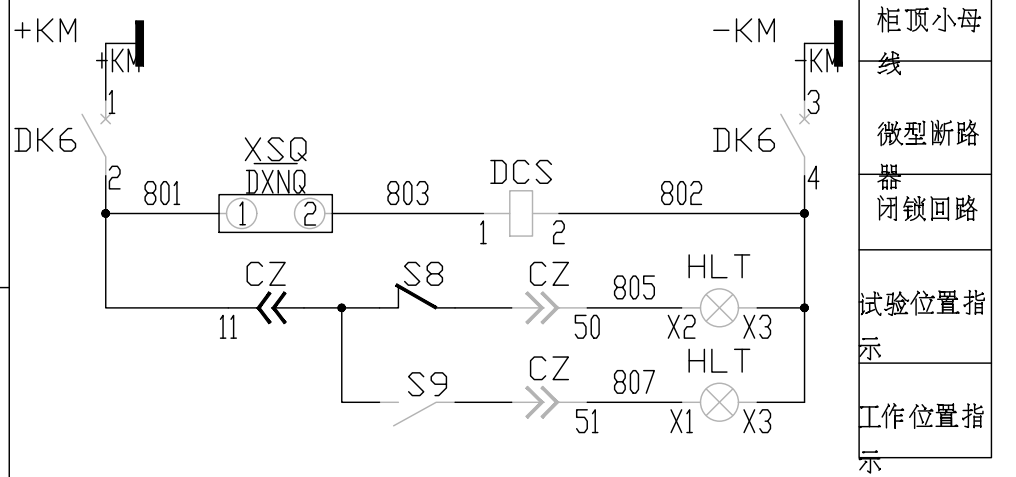 +KM
-KM
柜顶小母
线
+KM
-KM
1
3
DK6
DK6
微型断路
器
2
4
XSQ
DXNQ
DCS
801
1
2
803
1
2
802
闭锁回路
CZ
S8
CZ
HLT
805
11
50
X2
X3
试验位置指
示
S9
CZ
HLT
807
51
X1
X3
工作位置指
示